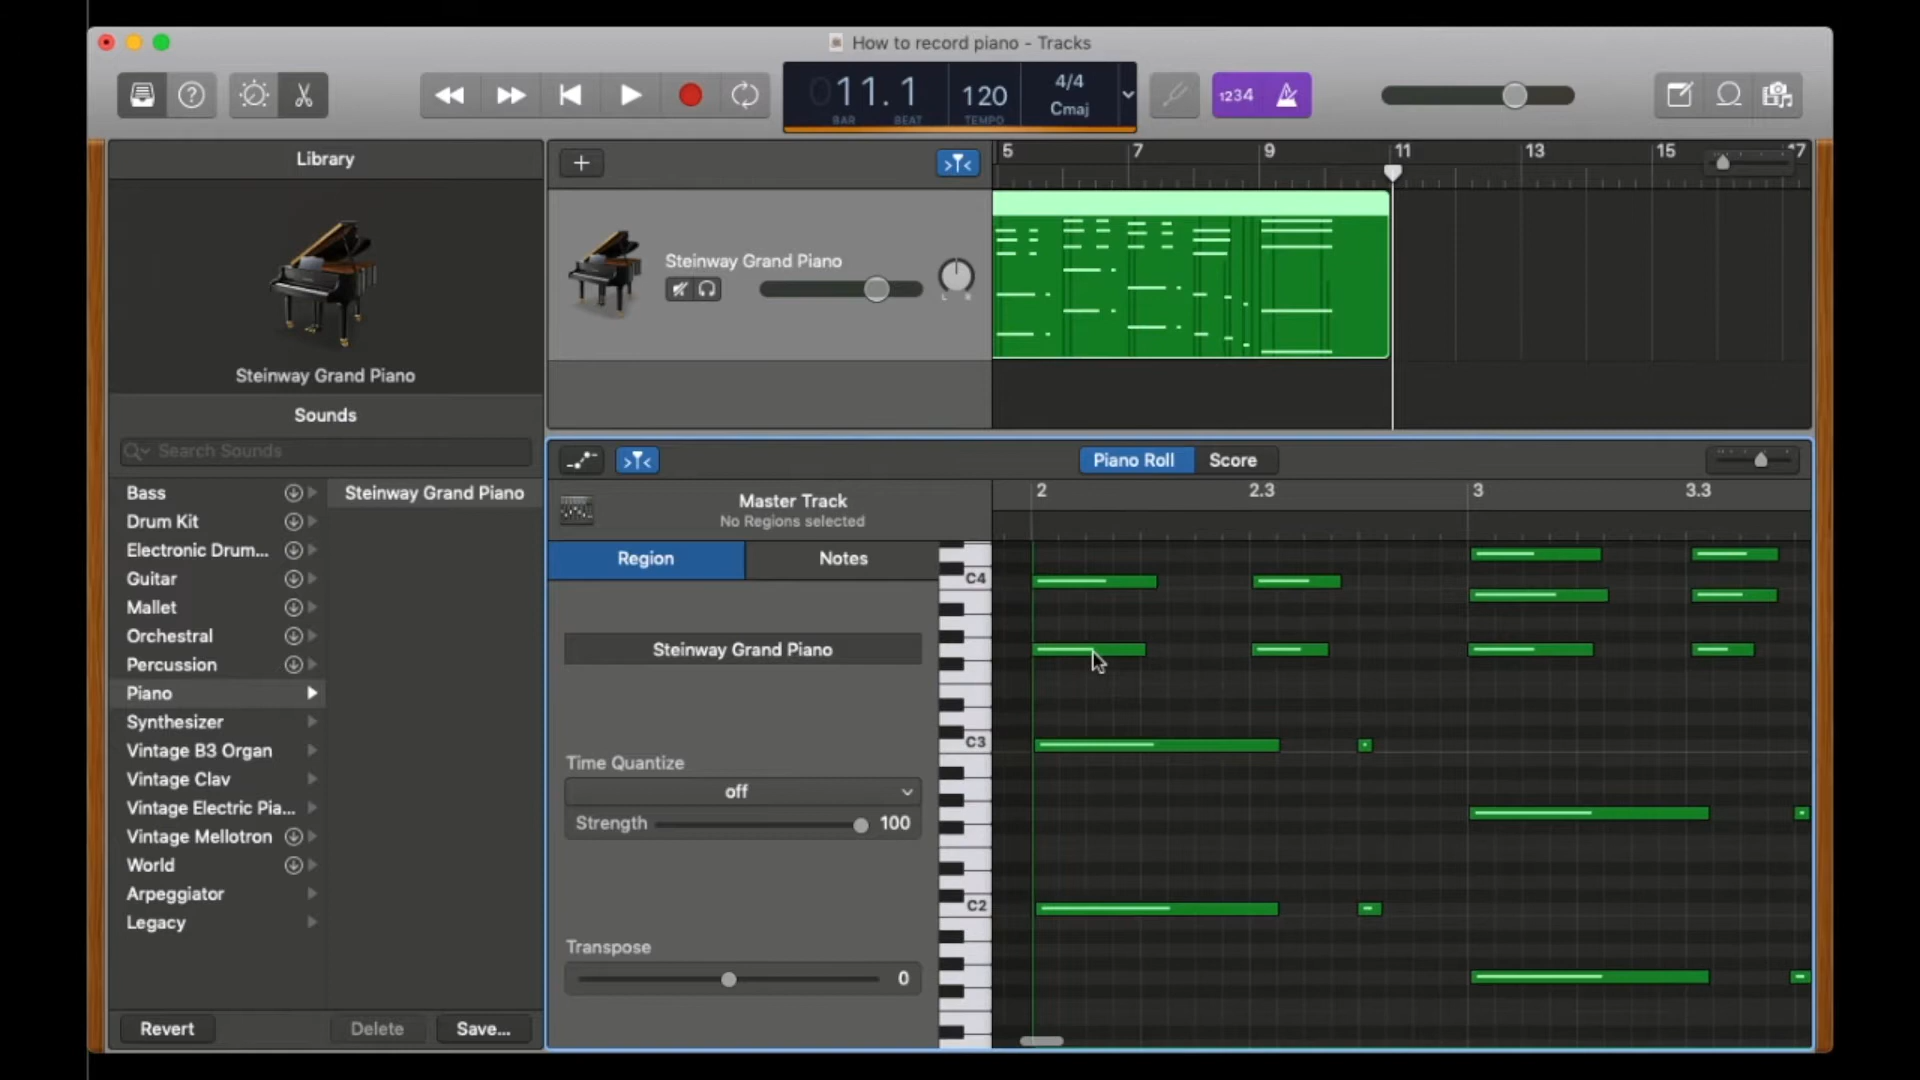 How to record piano - Tracks
1234
011.1
BAR BEAT
120
TEMPO
4/4
Cmaj
Library
Steinway Grand Piano
Sounds
Search Sounds
Bass
Drum Kit
Electronic Drum...
Guitar
Mallet
Orchestral
Percussion
Piano
Synthesizer
Vintage B3 Organ
Vintage Clav
Vintage Electric Pia...
Vintage Mellotron
World
Arpeggiator
Legacy
Steinway Grand Piano
Revert
Delete
Save...
5 7 9 11 13 15 17
Steinway Grand Piano
L R
Piano Roll
Score
Master Track
No Regions selected
2 2.3 3 3.3
Region
Notes
Steinway Grand Piano
Time Quantize
off
Strength 100
Transpose
0
C4
C3
C2